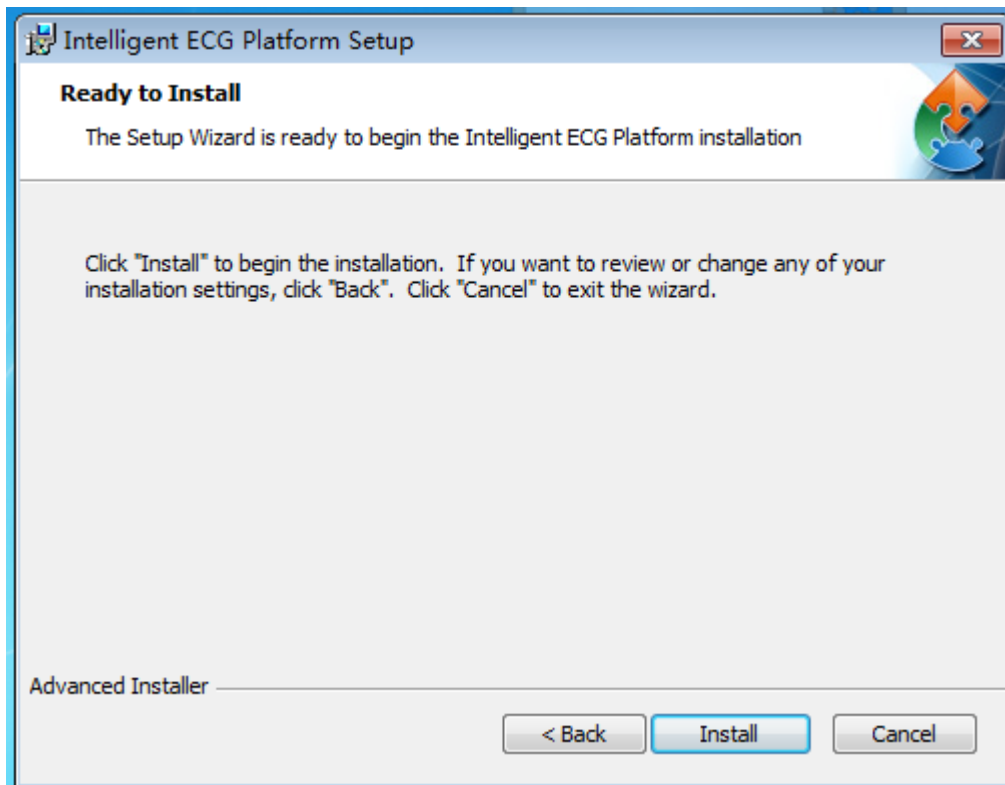 Intelligent ECG Platform Setup
Ready to Install
The Setup Wizard is ready to begin the Intelligent ECG Platform installation
Click "Install" to begin the installation.  If you want to review or change any of your
installation settings, click "Back".  Click "Cancel" to exit the wizard.
Advanced Installer
< Back
Install
Cancel